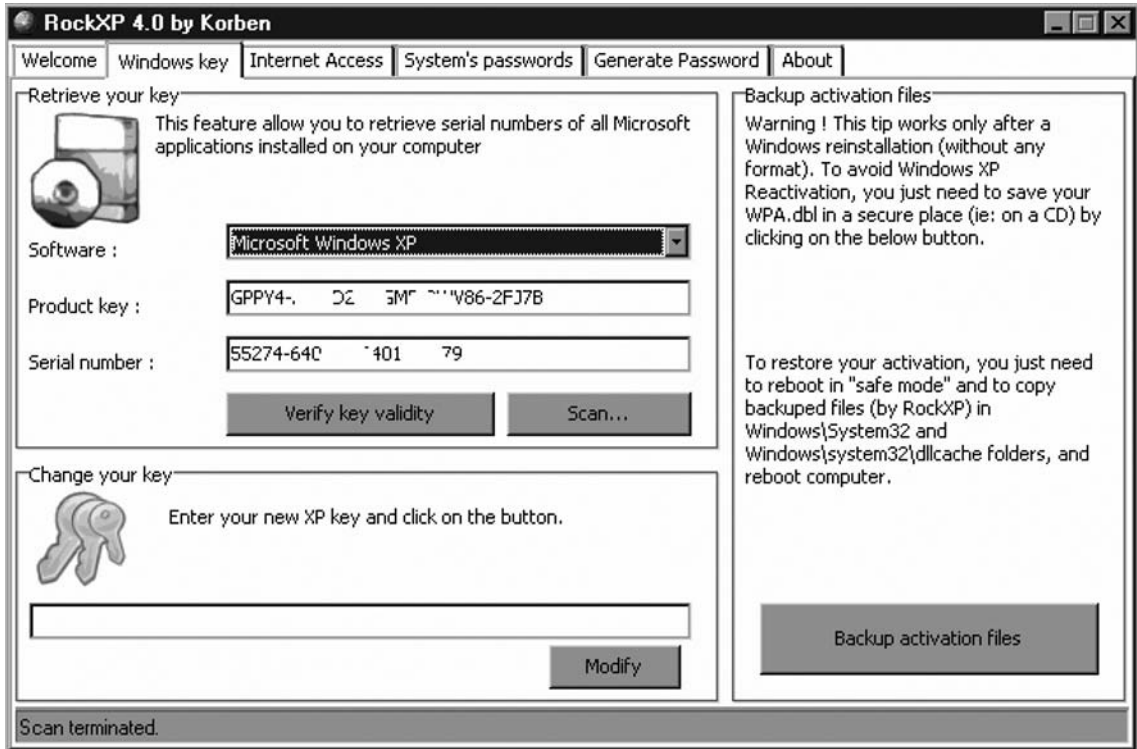 RockXP 4.0 by Korben
Welcome Windows key Internet Access System's passwords Generate Password About
Retrieve your key
This feature allow you to retrieve serial numbers of all Microsoft
applications installed on your computer
Software :
Microsoft Windows XP
Product key :
Serial number :
Verify key validity Scan...
Change your key
Enter your new XP key and click on the button.
Modify
Backup activation files
Warning ! This tip works only after a
Windows reinstallation (without any
format). To avoid Windows XP
Reactivation, you just need to save your
WPA.dbl in a secure place (ie: on a CD) by
clicking on the below button.
To restore your activation, you just need
to reboot in "safe mode" and to copy
backuped files (by RockXP) in
Windows\System32 and
Windows\system32\dllcache folders, and
reboot computer.
Backup activation files
Scan terminated.